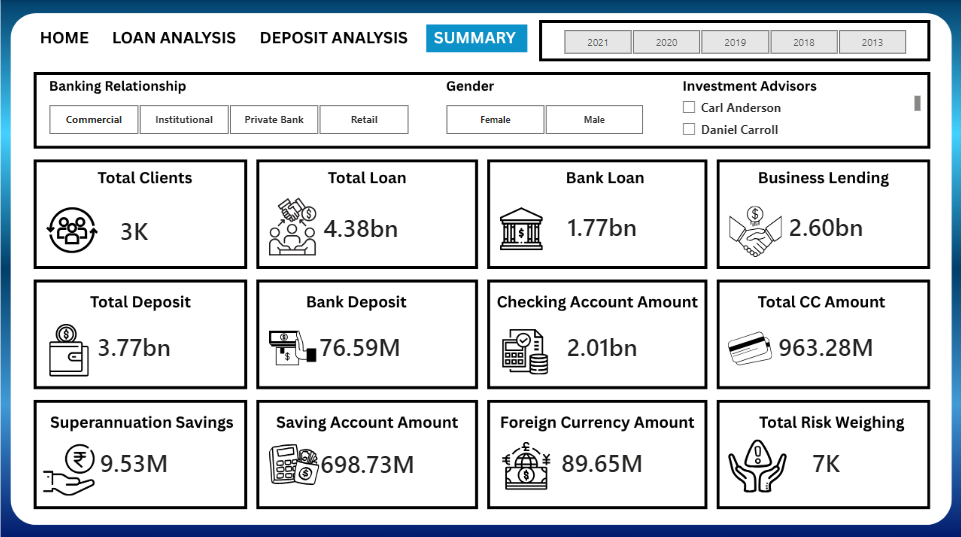 HOME LOAN ANALYSIS DEPOSIT ANALYSIS SUMMARY
2021 2020 2019 2018 2013
Banking Relationship
Commercial Institutional Private Bank Retail
Gender
Female Male
Investment Advisors
Carl Anderson
Daniel Carroll
Total Clients
3K
Total Loan
4.38bn
Bank Loan
1.77bn
Business Lending
2.60bn
Total Deposit
3.77bn
Bank Deposit
76.59M
Checking Account Amount
2.01bn
Total CC Amount
963.28M
Superannuation Savings
9.53M
Saving Account Amount
698.73M
Foreign Currency Amount
89.65M
Total Risk Weighing
7K